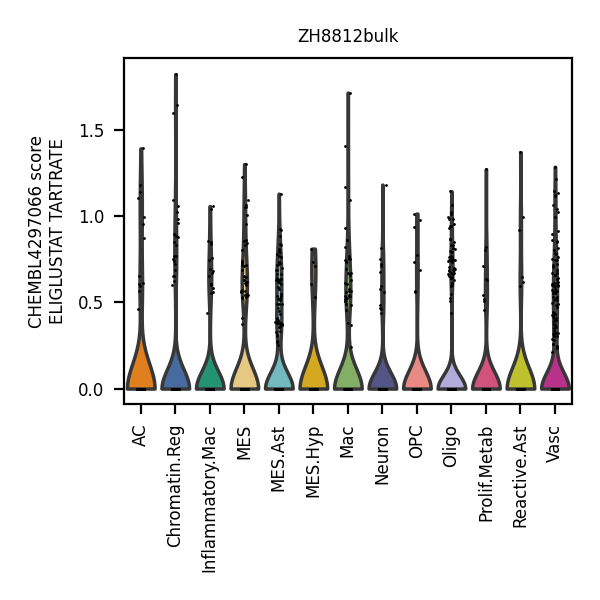 ZH8812bulk
CHEMBL4297066 score
ELIGLUSTAT TARTRATE
1.5
1.0
0.5
0.0
AC
Chromatin.Reg
Inflammatory.Mac
MES
MES.Ast
MES.Hyp
Mac
Neuron
OPC
Oligo
Prolif.Metab
Reactive.Ast
Vasc